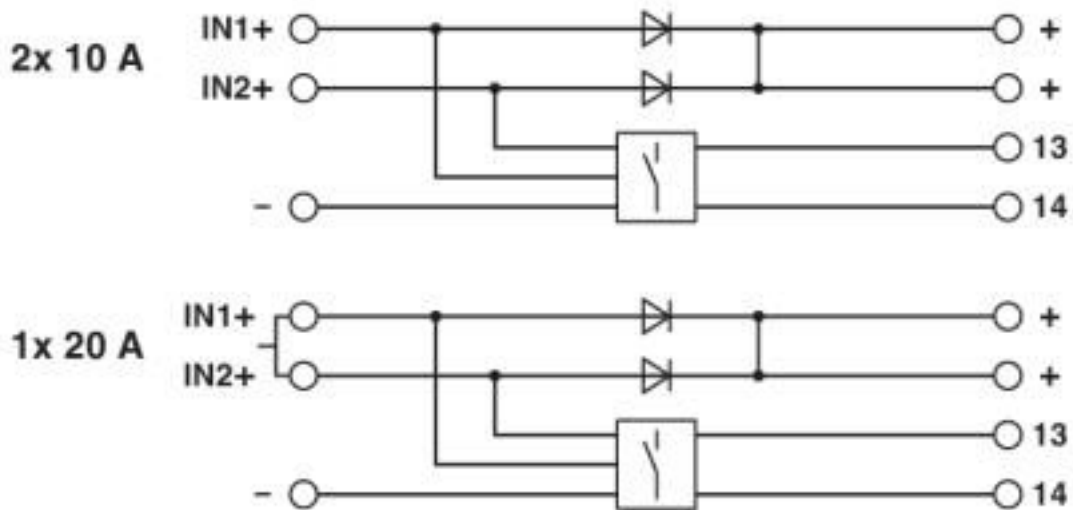 IN1+ +
2x 10 A
IN2+ +
13
– 14
IN1+ +
1x 20 A
IN2+ +
13
– 14